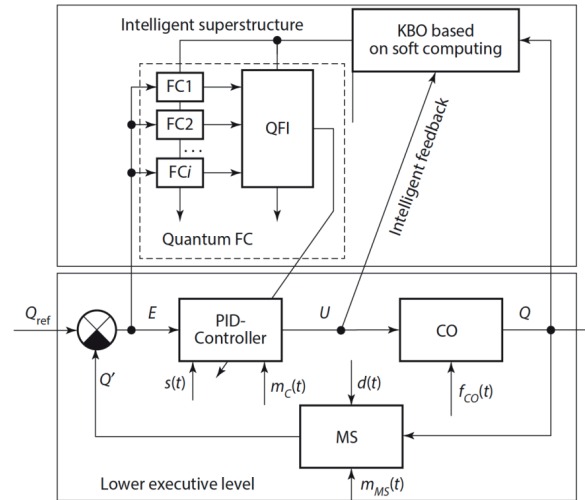 Intelligent superstructure
KBO based
on soft computing
FC1
FC2
...
FCi
QFI
Quantum FC
Intelligent feedback
Q_ref
E
PID-
Controller
U
CO
Q
Q'
s(t)
m_C(t)
d(t)
f_CO(t)
MS
m_MS(t)
Lower executive level